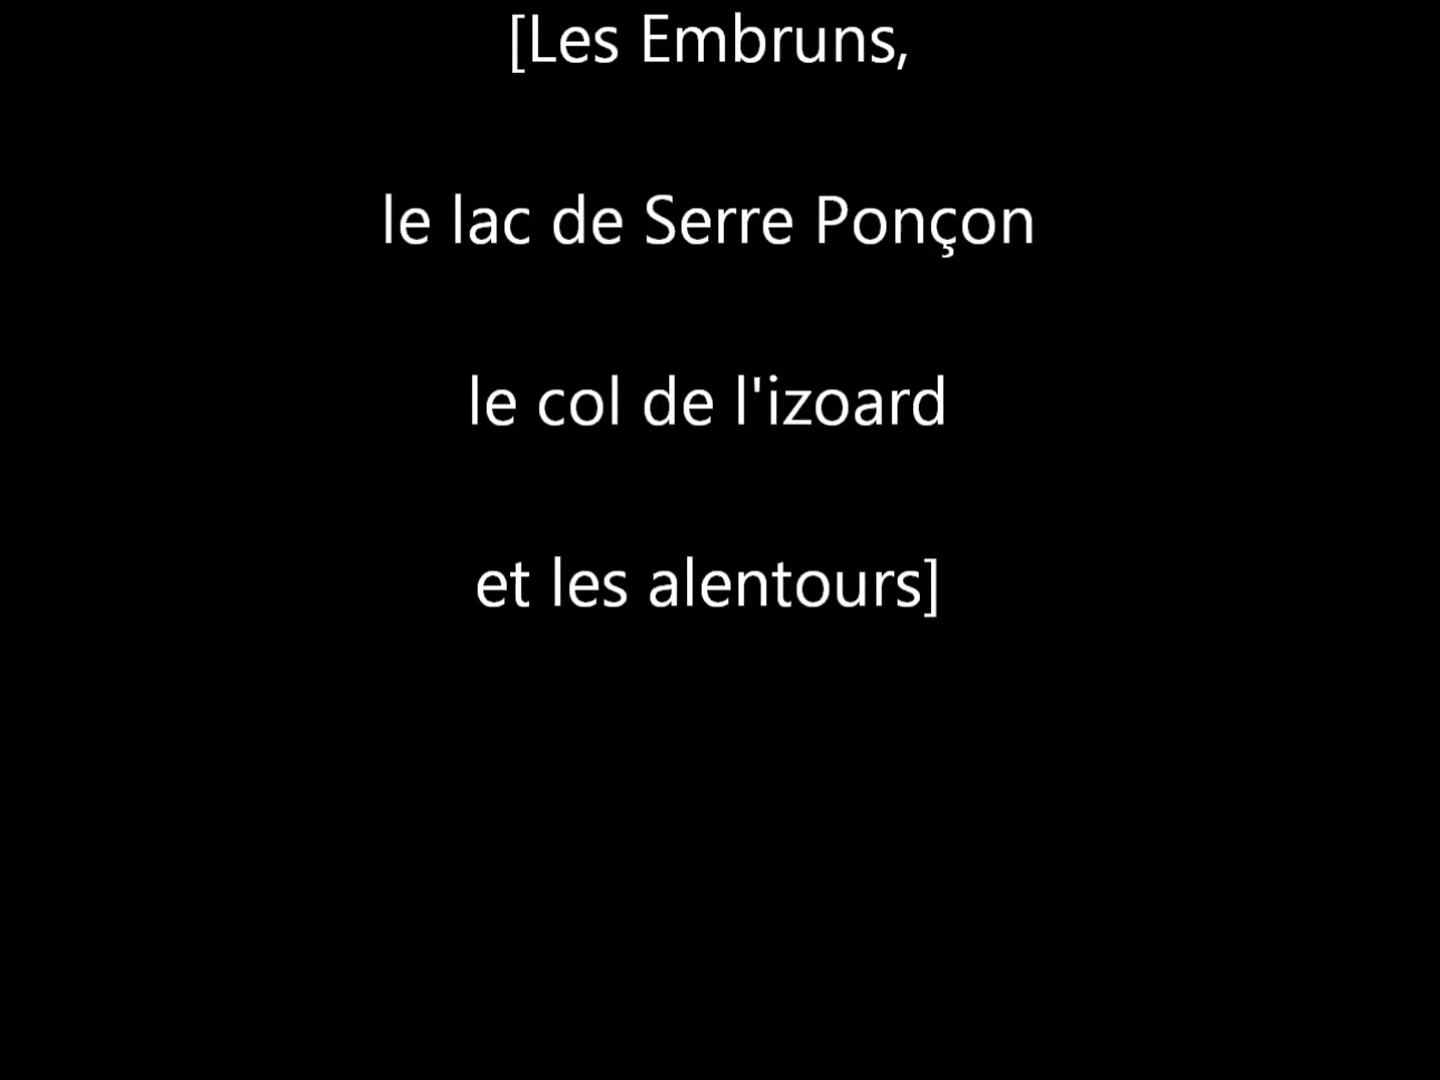 [Les Embruns,
le lac de Serre Ponçon
le col de l'izoard
et les alentours]